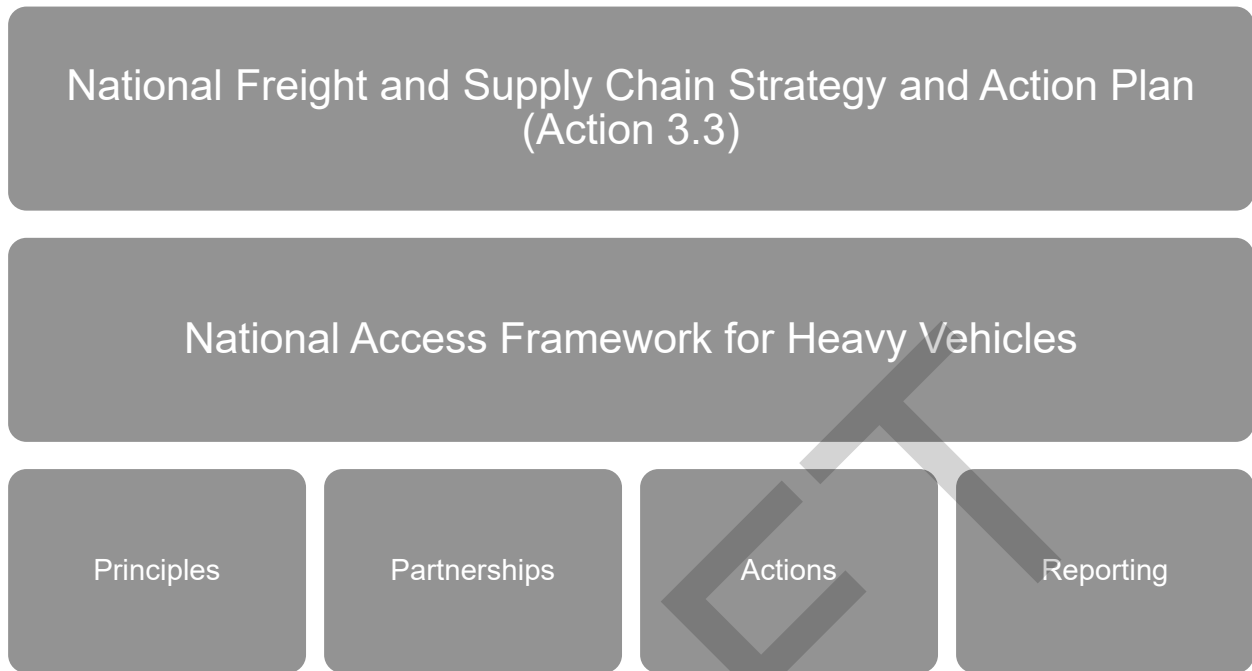 National Freight and Supply Chain Strategy and Action Plan
(Action 3.3)
National Access Framework for Heavy Vehicles
Principles
Partnerships
Actions
Reporting